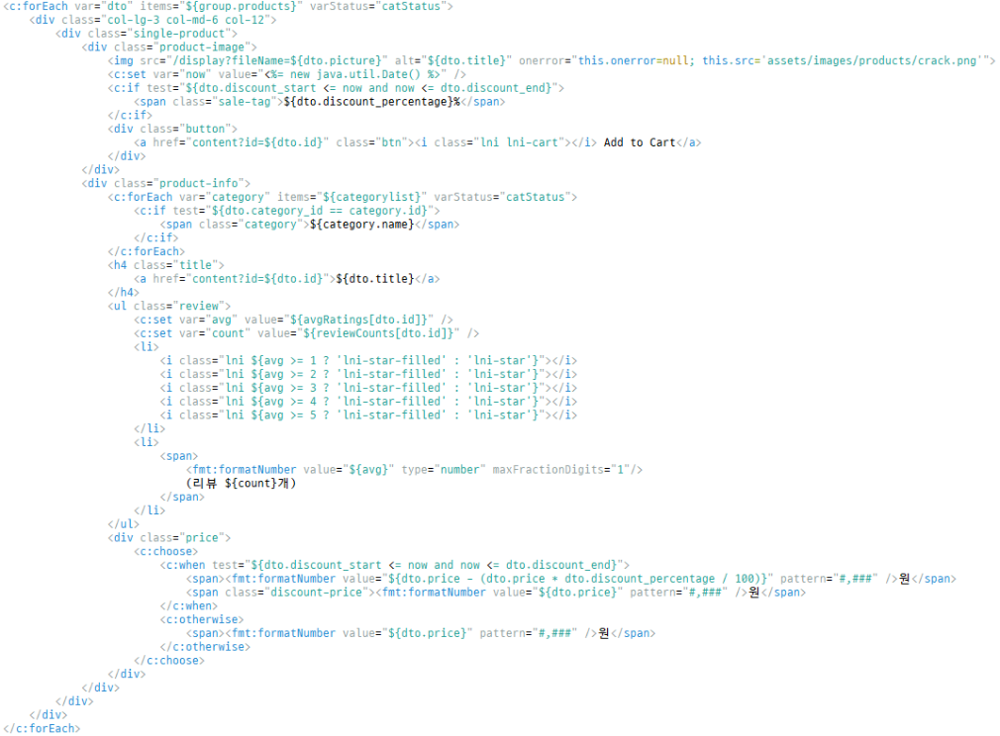 <c:forEach var="dto" items="${group.products}" varStatus="catStatus">
    <div class="col-lg-3 col-md-6 col-12">
        <div class="single-product">
            <div class="product-image">
                <img src="/display?fileName=${dto.picture}" alt="${dto.title}" onerror="this.onerror=null; this.src='assets/images/products/crack.png'">
                <c:set var="now" value="<%= new java.util.Date() %>" />
                <c:if test="${dto.discount_start <= now and now <= dto.discount_end}">
                    <span class="sale-tag">${dto.discount_percentage}%</span>
                </c:if>
                <div class="button">
                    <a href="content?id=${dto.id}" class="btn"><i class="lni lni-cart"></i> Add to Cart</a>
                </div>
            </div>
            <div class="product-info">
                <c:forEach var="category" items="${categorylist}" varStatus="catStatus">
                    <c:if test="${dto.category_id == category.id}">
                        <span class="category">${category.name}</span>
                    </c:if>
                </c:forEach>
                <h4 class="title">
                    <a href="content?id=${dto.id}">${dto.title}</a>
                </h4>
                <ul class="review">
                    <c:set var="avg" value="${avgRatings[dto.id]}" />
                    <c:set var="count" value="${reviewCounts[dto.id]}" />
                    <li>
                        <i class="lni ${avg >= 1 ? 'lni-star-filled' : 'lni-star'}"></i>
                        <i class="lni ${avg >= 2 ? 'lni-star-filled' : 'lni-star'}"></i>
                        <i class="lni ${avg >= 3 ? 'lni-star-filled' : 'lni-star'}"></i>
                        <i class="lni ${avg >= 4 ? 'lni-star-filled' : 'lni-star'}"></i>
                        <i class="lni ${avg >= 5 ? 'lni-star-filled' : 'lni-star'}"></i>
                    </li>
                    <li>
                        <span>
                            <fmt:formatNumber value="${avg}" type="number" maxFractionDigits="1"/>
                            (리뷰 ${count}개)
                        </span>
                    </li>
                </ul>
                <div class="price">
                    <c:choose>
                        <c:when test="${dto.discount_start <= now and now <= dto.discount_end}">
                            <span><fmt:formatNumber value="${dto.price - (dto.price * dto.discount_percentage / 100)}" pattern="#,###" />원</span>
                            <span class="discount-price"><fmt:formatNumber value="${dto.price}" pattern="#,###" />원</span>
                        </c:when>
                        <c:otherwise>
                            <span><fmt:formatNumber value="${dto.price}" pattern="#,###" />원</span>
                        </c:otherwise>
                    </c:choose>
                </div>
            </div>
        </div>
    </div>
</c:forEach>